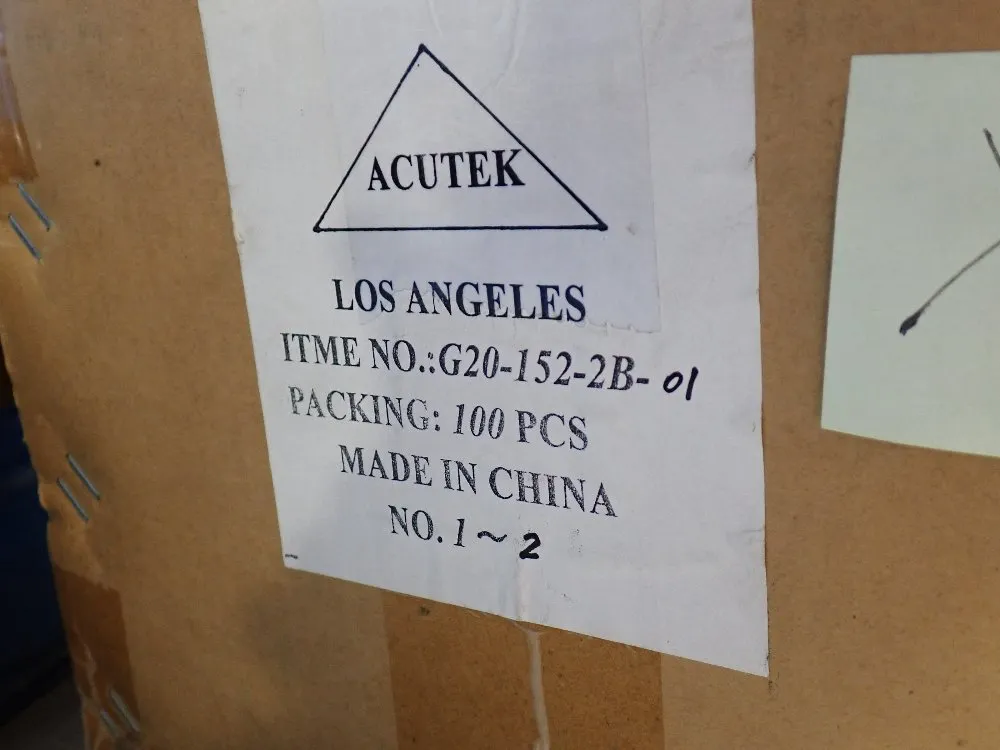 ACUTEK
LOS ANGELES
ITME NO.:G20-152-2B- 01
PACKING: 100 PCS
MADE IN CHINA
NO. 1~2